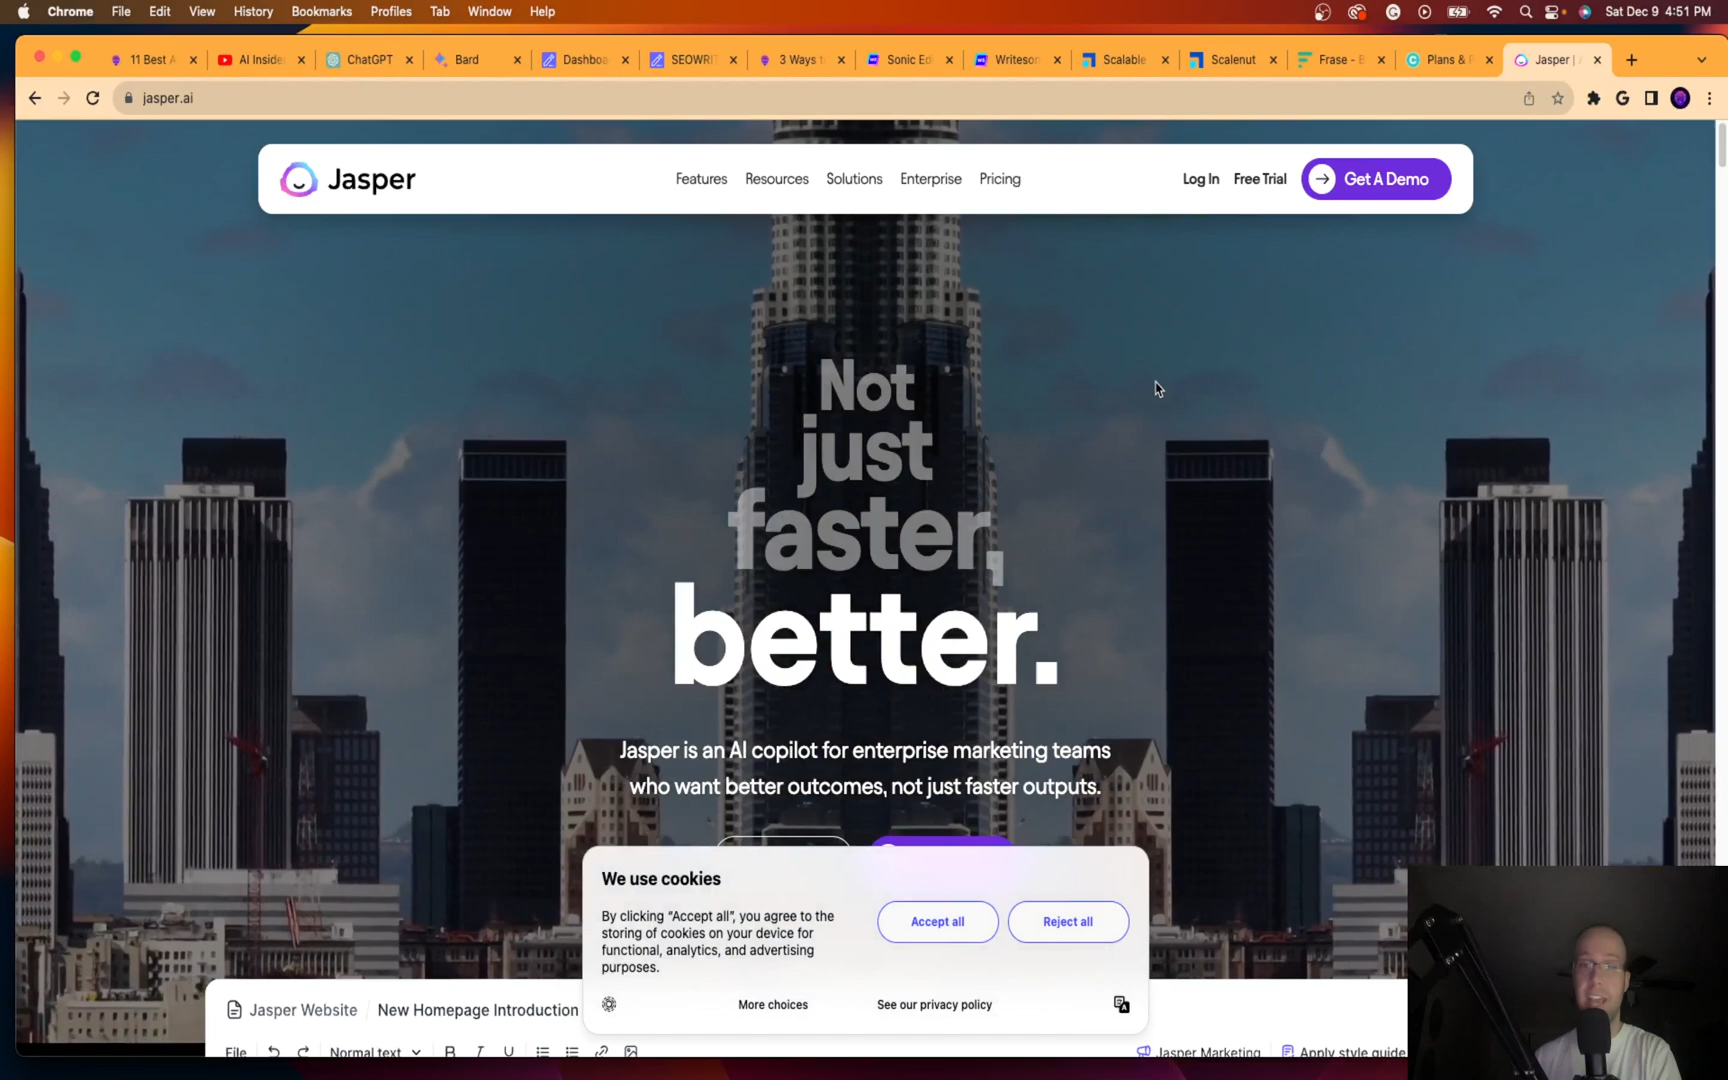 Chrome File Edit View History Bookmarks Profiles Tab Window Help Sat Dec 9 4:51 PM
11 Best A AI Inside ChatGPT Bard Dashboa SEOWRIT 3 Ways t Sonic Ed Writeson Scalable Scalenut Frase - B Plans & P Jasper | A
jasper.ai
Jasper Features Resources Solutions Enterprise Pricing Log In Free Trial Get A Demo
Not
just
faster,
better.
Jasper is an AI copilot for enterprise marketing teams
who want better outcomes, not just faster outputs.
We use cookies
By clicking “Accept all”, you agree to the
storing of cookies on your device for
functional, analytics, and advertising
purposes.
Accept all Reject all
More choices See our privacy policy
Jasper Website / New Homepage Introduction
File Normal text B I U Jasper Marketing Apply style guide